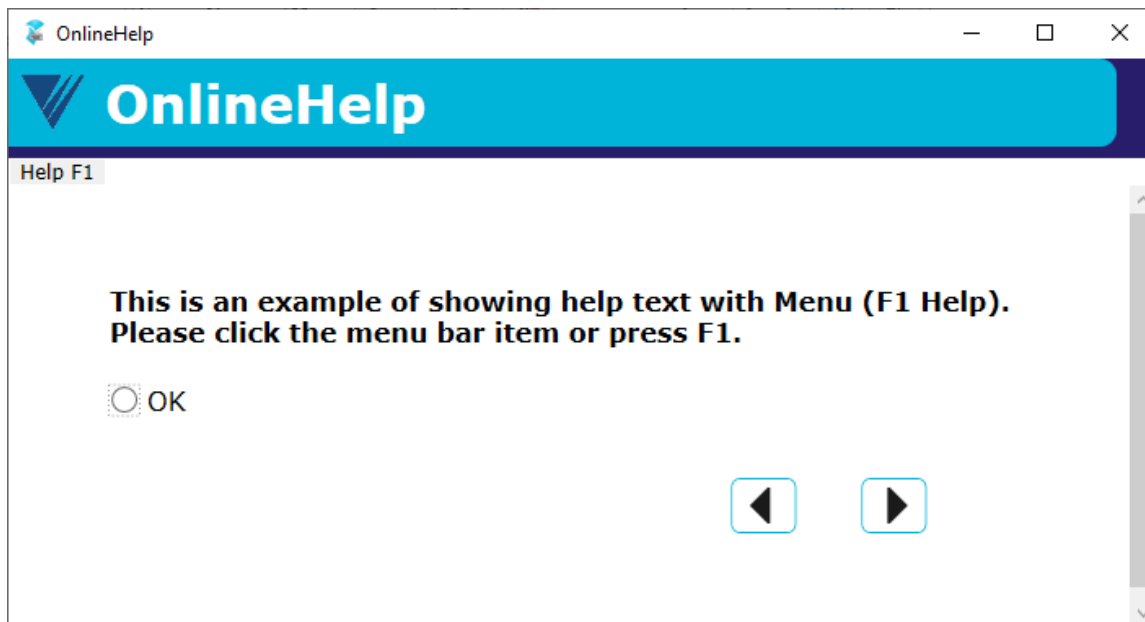 OnlineHelp
OnlineHelp
Help F1
This is an example of showing help text with Menu (F1 Help).
Please click the menu bar item or press F1.
OK